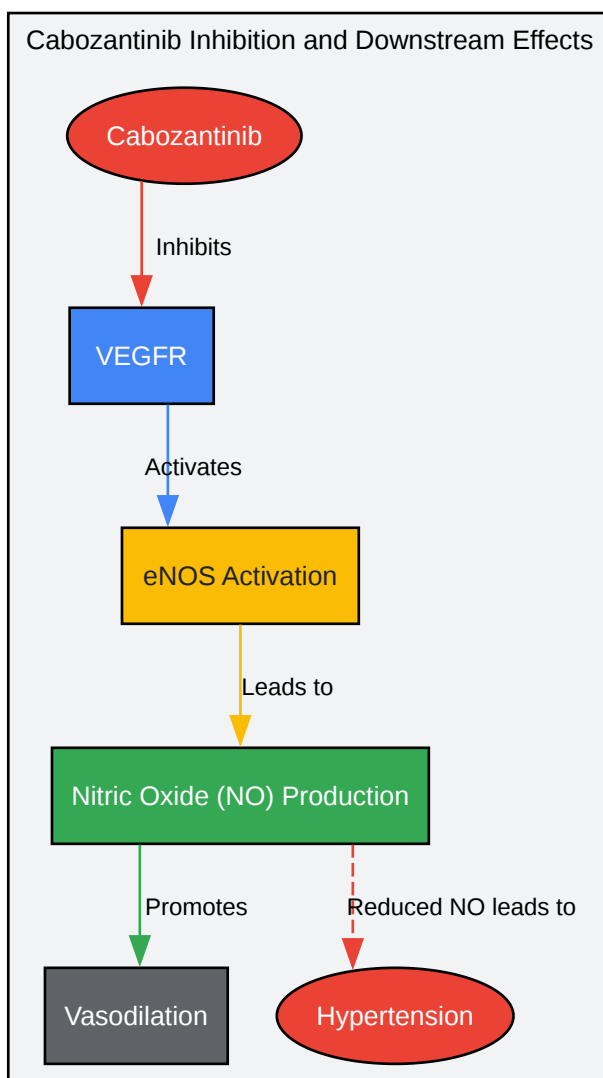 Cabozantinib Inhibition and Downstream Effects
Cabozantinib
Inhibits
VEGFR
Activates
eNOS Activation
Leads to
Nitric Oxide (NO) Production
Promotes
Reduced NO leads to
Vasodilation
Hypertension